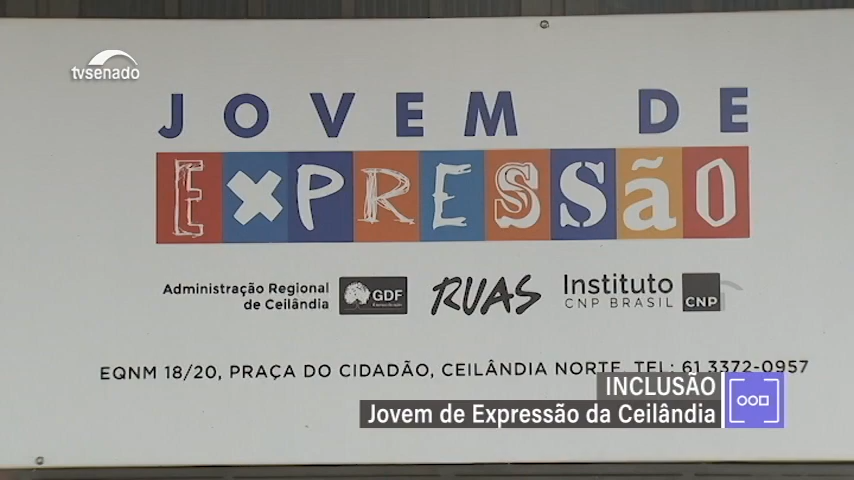 tvsenado
JOVEM DE
EXPRESSãO
Administração Regional
de Ceilândia
GDF
RUAS
Instituto
CNP BRASIL
CNP
EQNM 18/20, PRAÇA DO CIDADÃO, CEILÂNDIA NORTE, TEL: 61 3372-0957
INCLUSÃO
Jovem de Expressão da Ceilândia